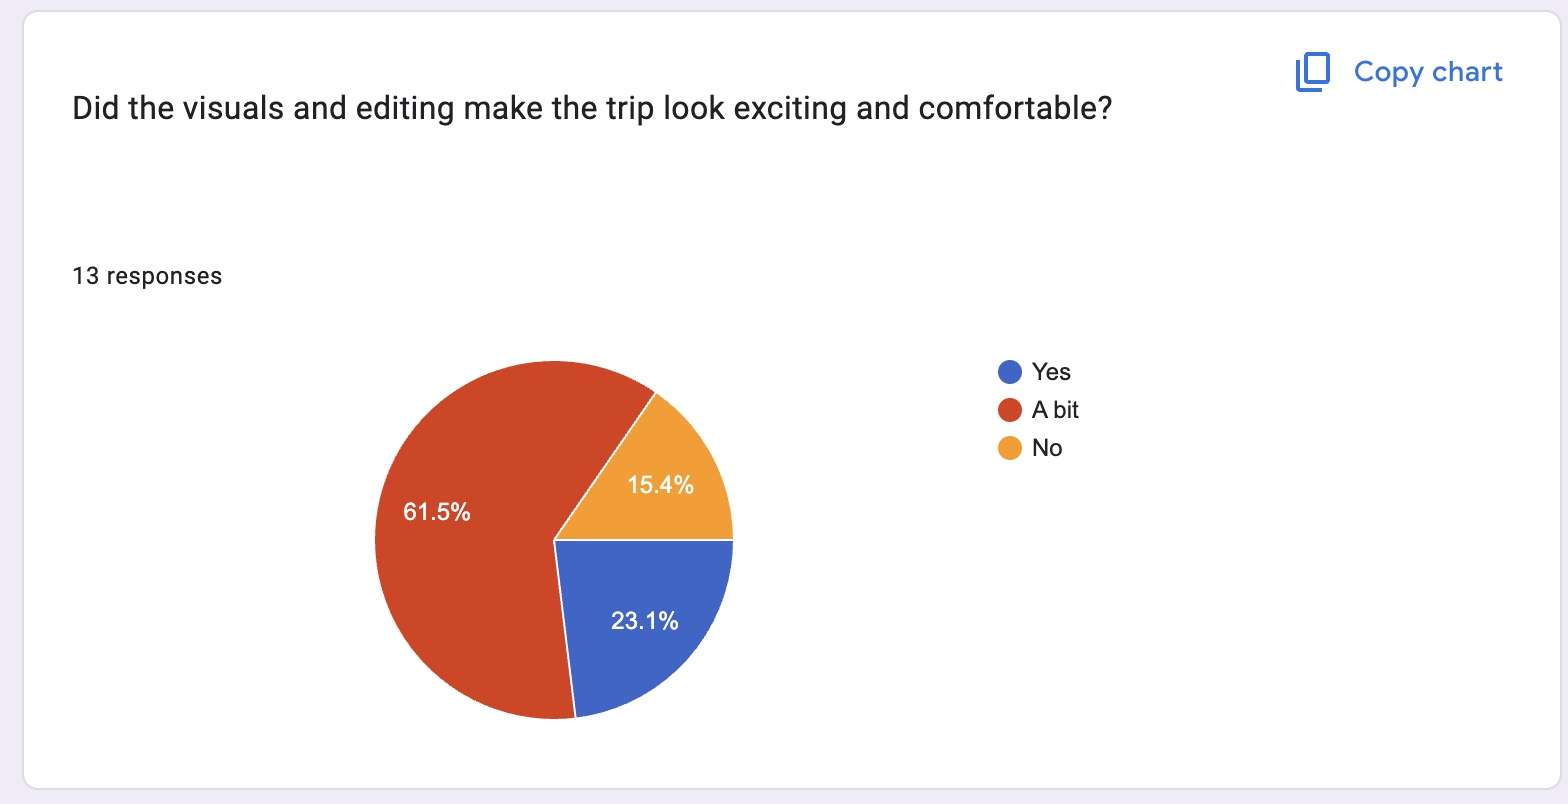 Copy chart
Did the visuals and editing make the trip look exciting and comfortable?
13 responses
Yes
A bit
No
15.4%
61.5%
23.1%